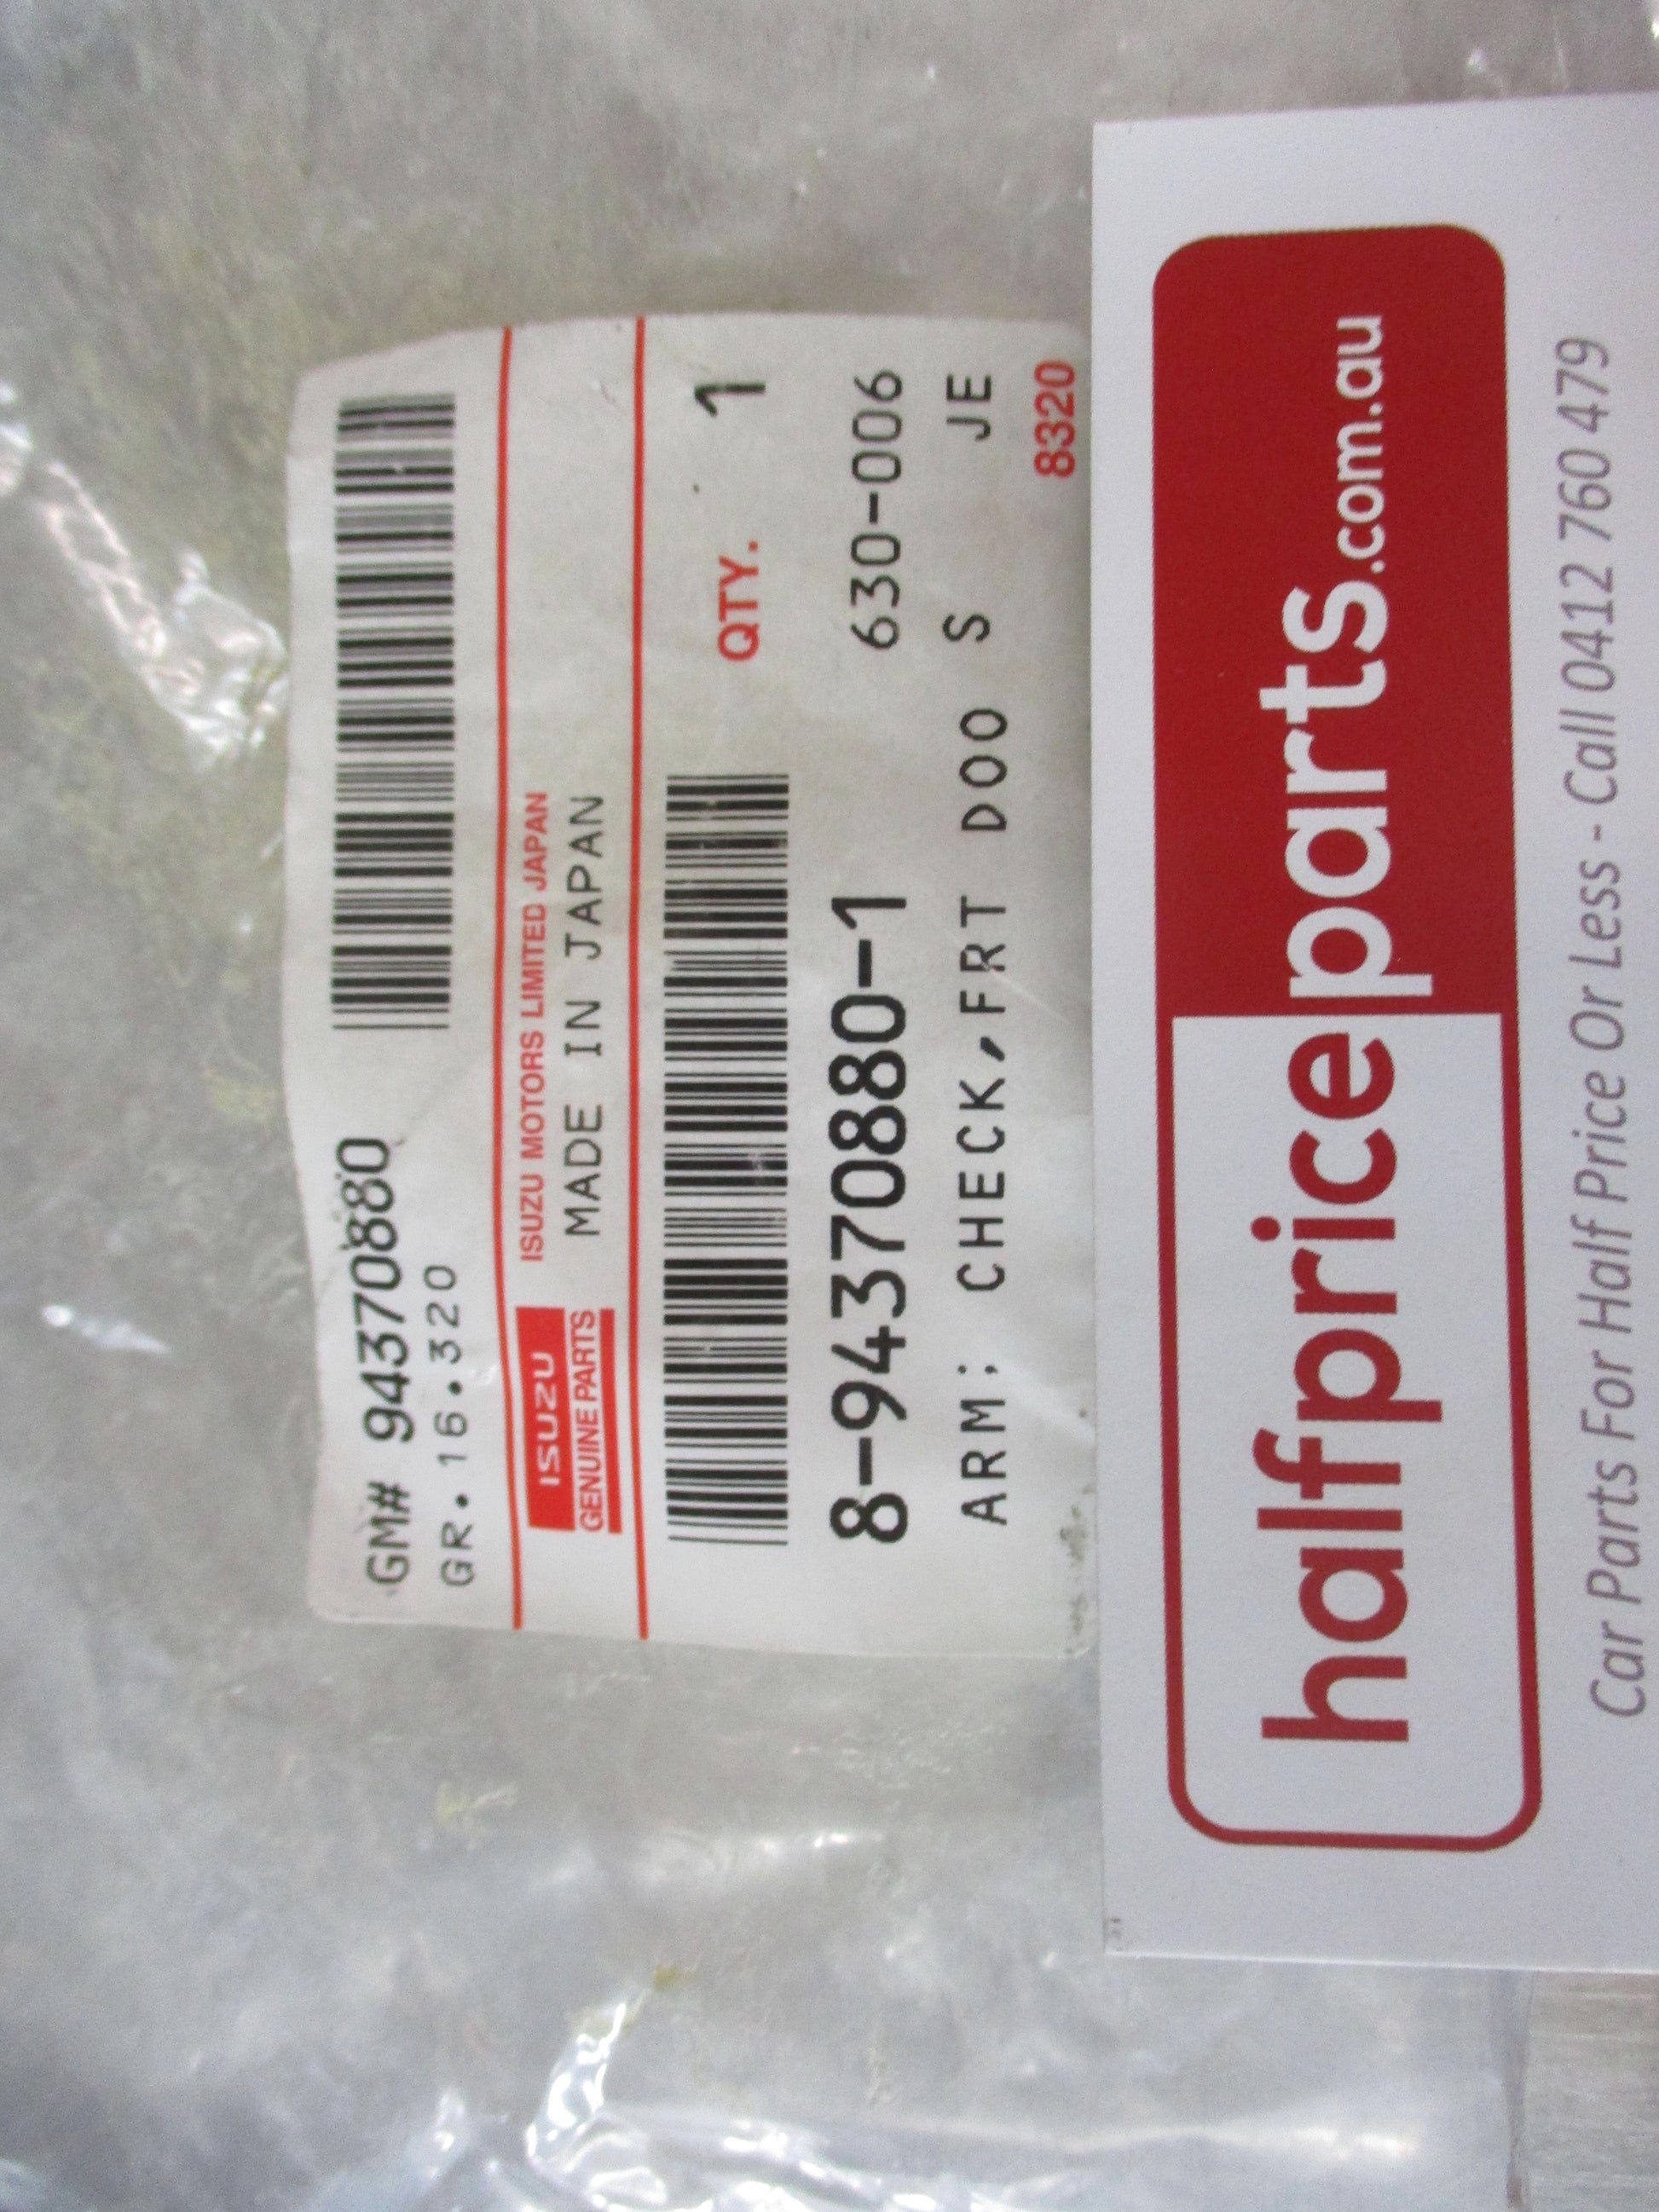 GM# 94370880
GR. 16.320
ISUZU
GENUINE PARTS
ISUZU MOTORS LIMITED JAPAN
MADE IN JAPAN
QTY. 1
8-94370880-1 630-006
ARM; CHECK,FRT DOO S JE
8320
halfpriceparts.com.au
Car Parts For Half Price Or Less - Call 0412 760 479